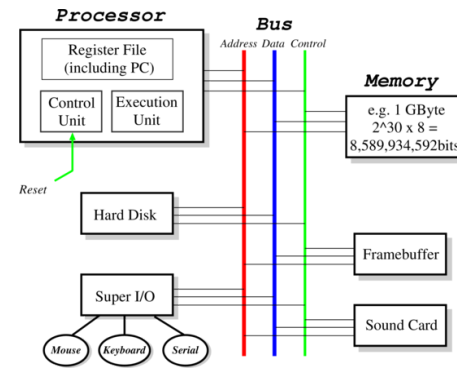 Processor
Bus
Address Data Control
Register File
(including PC)
Control
Unit
Execution
Unit
Reset
Memory
e.g. 1 GByte
2^30 x 8 =
8,589,934,592bits
Hard Disk
Framebuffer
Super I/O
Sound Card
Mouse
Keyboard
Serial